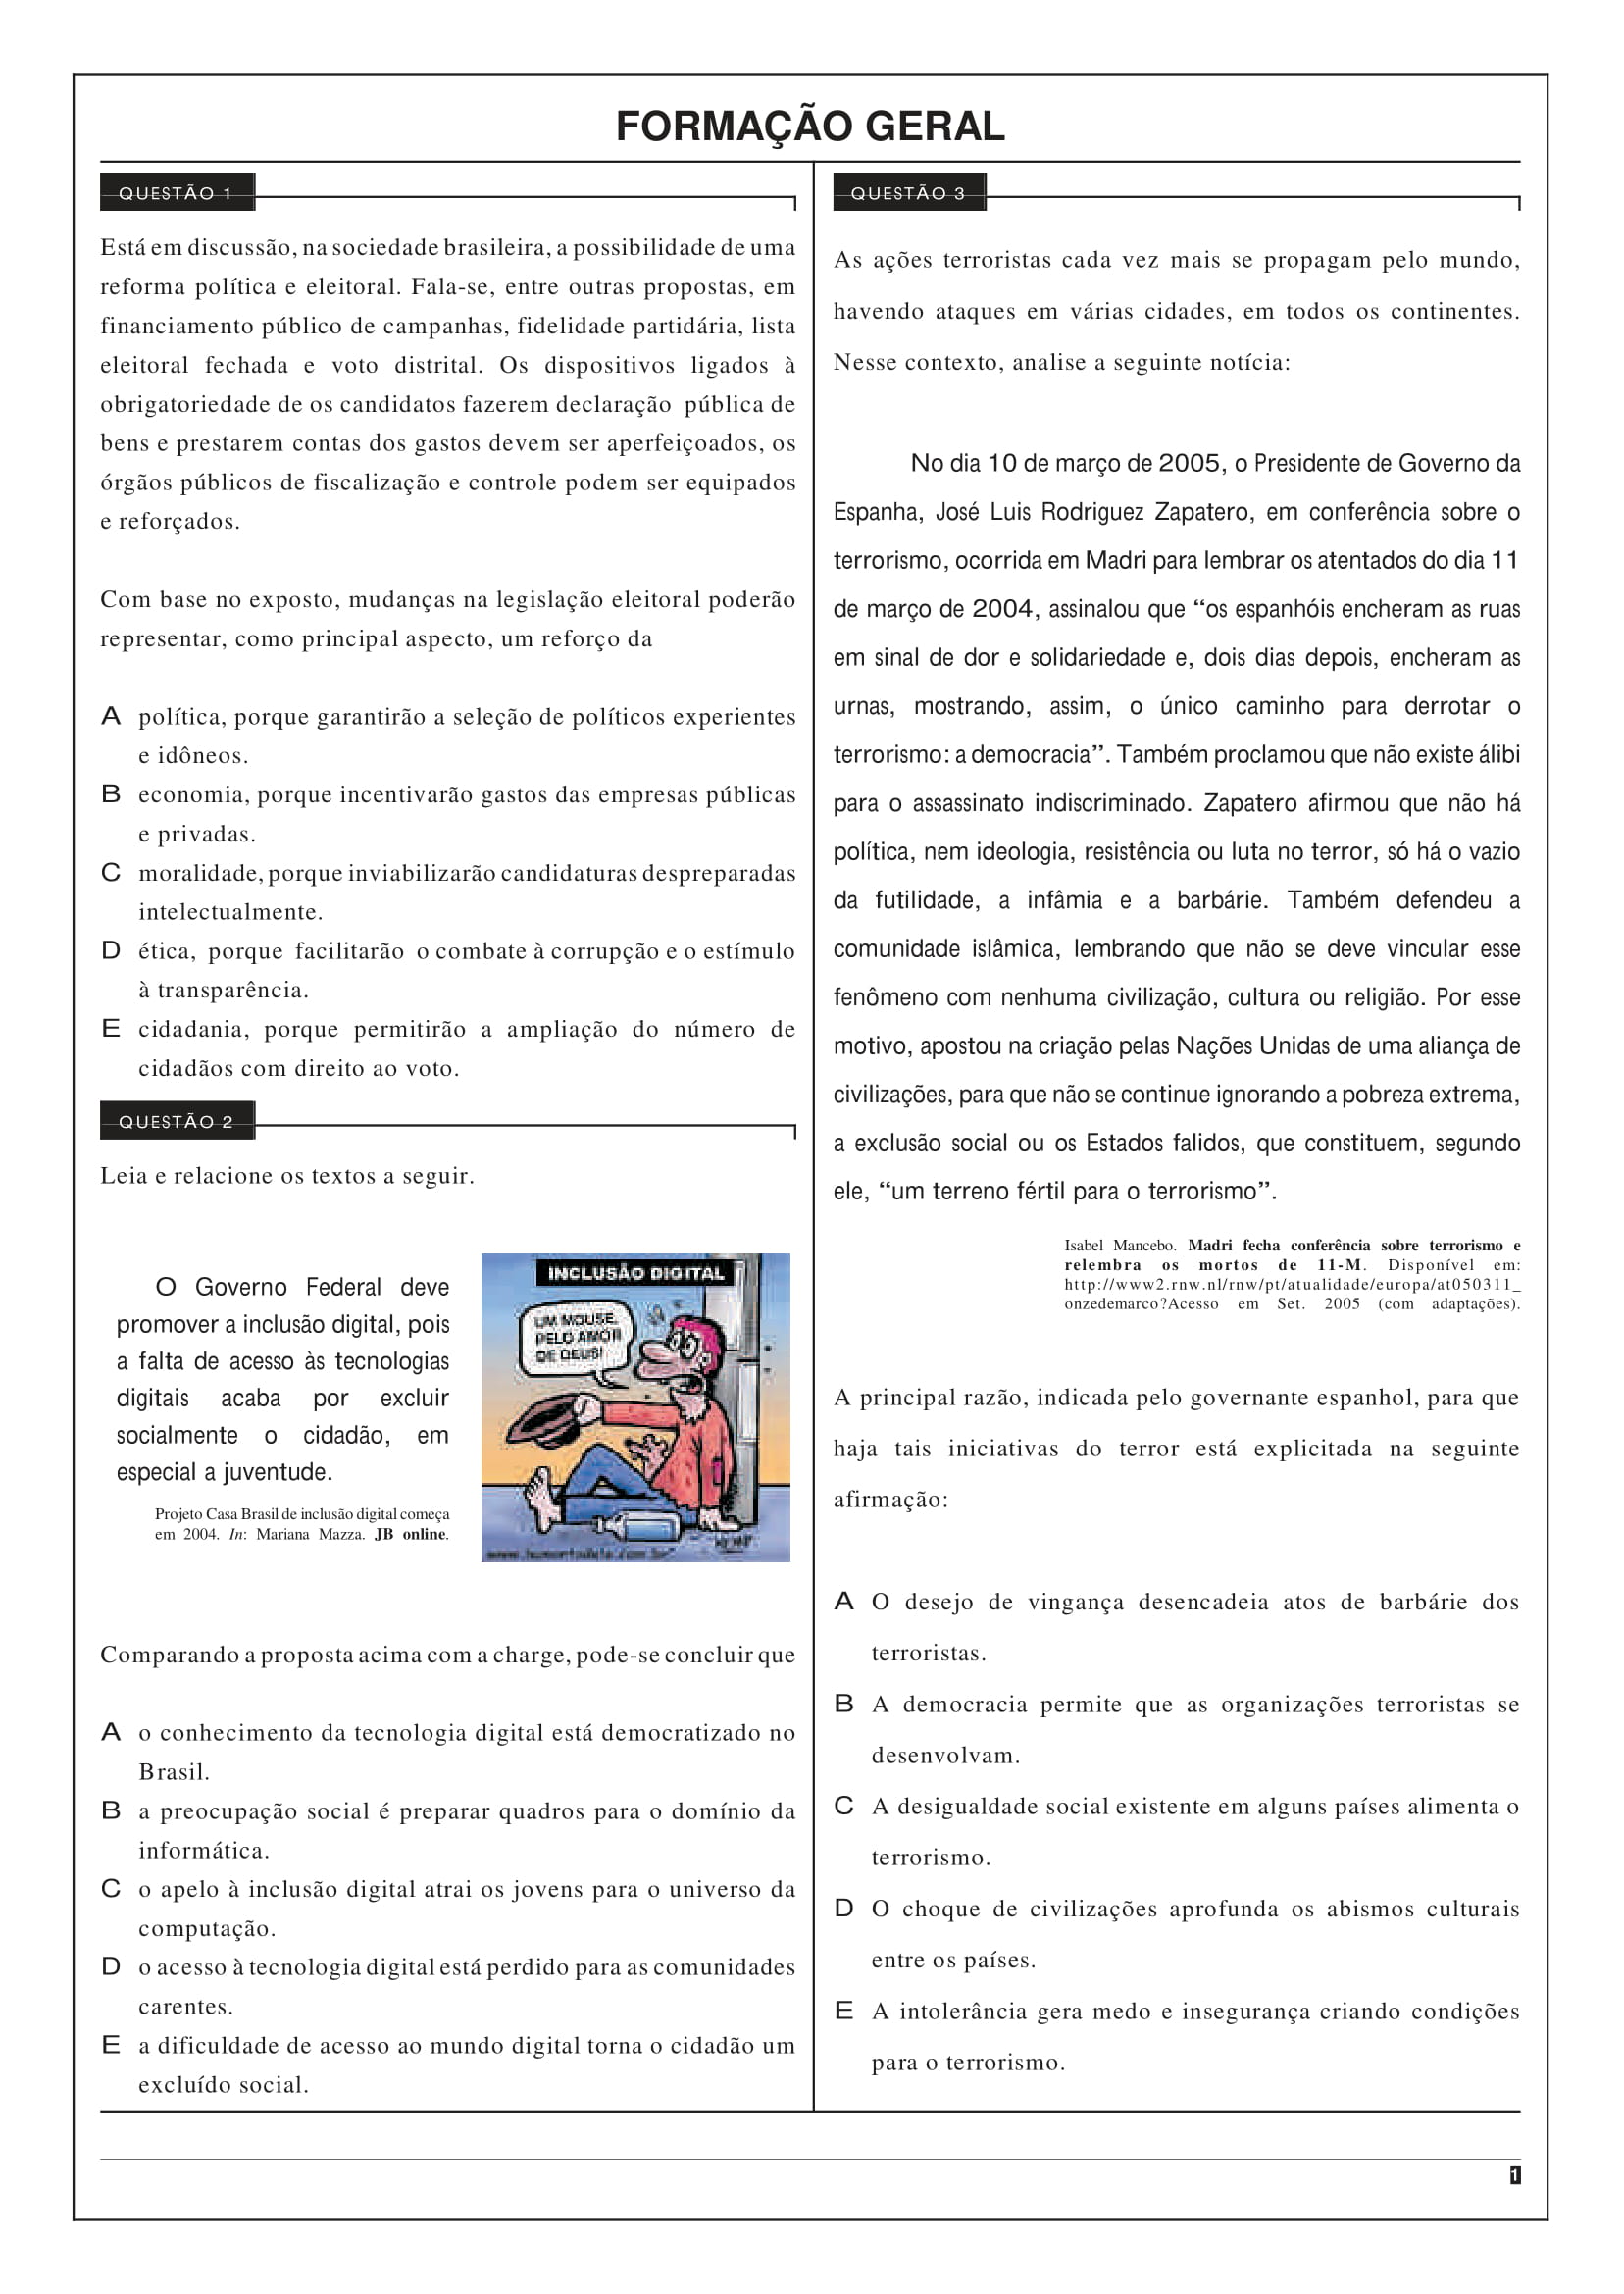 FORMAÇÃO GERAL
QUESTÃO 1
Está em discussão, na sociedade brasileira, a possibilidade de uma
reforma política e eleitoral. Fala-se, entre outras propostas, em
financiamento público de campanhas, fidelidade partidária, lista
eleitoral fechada e voto distrital. Os dispositivos ligados à
obrigatoriedade de os candidatos fazerem declaração pública de
bens e prestarem contas dos gastos devem ser aperfeiçoados, os
órgãos públicos de fiscalização e controle podem ser equipados
e reforçados.
Com base no exposto, mudanças na legislação eleitoral poderão
representar, como principal aspecto, um reforço da
A política, porque garantirão a seleção de políticos experientes
e idôneos.
B economia, porque incentivarão gastos das empresas públicas
e privadas.
C moralidade, porque inviabilizarão candidaturas despreparadas
intelectualmente.
D ética, porque facilitarão o combate à corrupção e o estímulo
à transparência.
E cidadania, porque permitirão a ampliação do número de
cidadãos com direito ao voto.
QUESTÃO 2
Leia e relacione os textos a seguir.
O Governo Federal deve
promover a inclusão digital, pois
a falta de acesso às tecnologias
digitais acaba por excluir
socialmente o cidadão, em
especial a juventude.
Projeto Casa Brasil de inclusão digital começa
em 2004. In: Mariana Mazza. JB online.
INCLUSÃO DIGITAL
UM MOUSE,
PELO AMOR
DE DEUS!
www.humortadela.com.br
Comparando a proposta acima com a charge, pode-se concluir que
A o conhecimento da tecnologia digital está democratizado no
Brasil.
B a preocupação social é preparar quadros para o domínio da
informática.
C o apelo à inclusão digital atrai os jovens para o universo da
computação.
D o acesso à tecnologia digital está perdido para as comunidades
carentes.
E a dificuldade de acesso ao mundo digital torna o cidadão um
excluído social.
QUESTÃO 3
As ações terroristas cada vez mais se propagam pelo mundo,
havendo ataques em várias cidades, em todos os continentes.
Nesse contexto, analise a seguinte notícia:
No dia 10 de março de 2005, o Presidente de Governo da
Espanha, José Luis Rodriguez Zapatero, em conferência sobre o
terrorismo, ocorrida em Madri para lembrar os atentados do dia 11
de março de 2004, assinalou que “os espanhóis encheram as ruas
em sinal de dor e solidariedade e, dois dias depois, encheram as
urnas, mostrando, assim, o único caminho para derrotar o
terrorismo: a democracia”. Também proclamou que não existe álibi
para o assassinato indiscriminado. Zapatero afirmou que não há
política, nem ideologia, resistência ou luta no terror, só há o vazio
da futilidade, a infâmia e a barbárie. Também defendeu a
comunidade islâmica, lembrando que não se deve vincular esse
fenômeno com nenhuma civilização, cultura ou religião. Por esse
motivo, apostou na criação pelas Nações Unidas de uma aliança de
civilizações, para que não se continue ignorando a pobreza extrema,
a exclusão social ou os Estados falidos, que constituem, segundo
ele, “um terreno fértil para o terrorismo”.
Isabel Mancebo. Madri fecha conferência sobre terrorismo e
relembra os mortos de 11-M. Disponível em:
http://www2.rnw.nl/rnw/pt/atualidade/europa/at050311_
onzedemarco?Acesso em Set. 2005 (com adaptações).
A principal razão, indicada pelo governante espanhol, para que
haja tais iniciativas do terror está explicitada na seguinte
afirmação:
A O desejo de vingança desencadeia atos de barbárie dos
terroristas.
B A democracia permite que as organizações terroristas se
desenvolvam.
C A desigualdade social existente em alguns países alimenta o
terrorismo.
D O choque de civilizações aprofunda os abismos culturais
entre os países.
E A intolerância gera medo e insegurança criando condições
para o terrorismo.
1